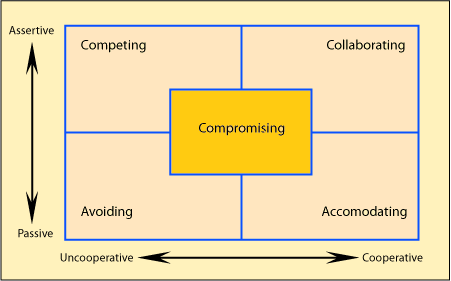 Assertive
Competing
Collaborating
Compromising
Avoiding
Accomodating
Passive
Uncooperative
Cooperative